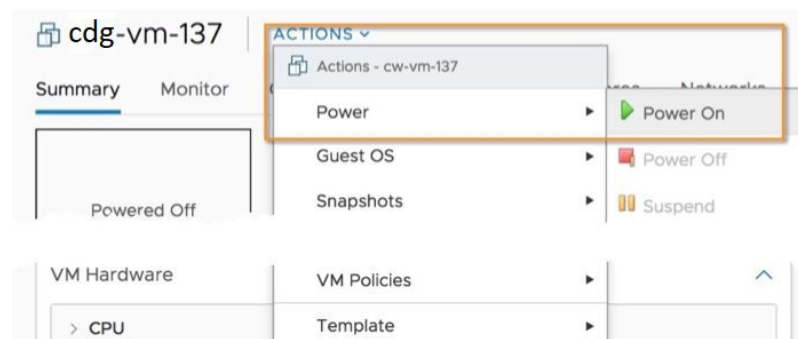 cdg-vm-137 ACTIONS
Actions - cw-vm-137
Summary Monitor
Power Power On
Guest OS Power Off
Snapshots Suspend
Powered Off
VM Hardware VM Policies
CPU Template